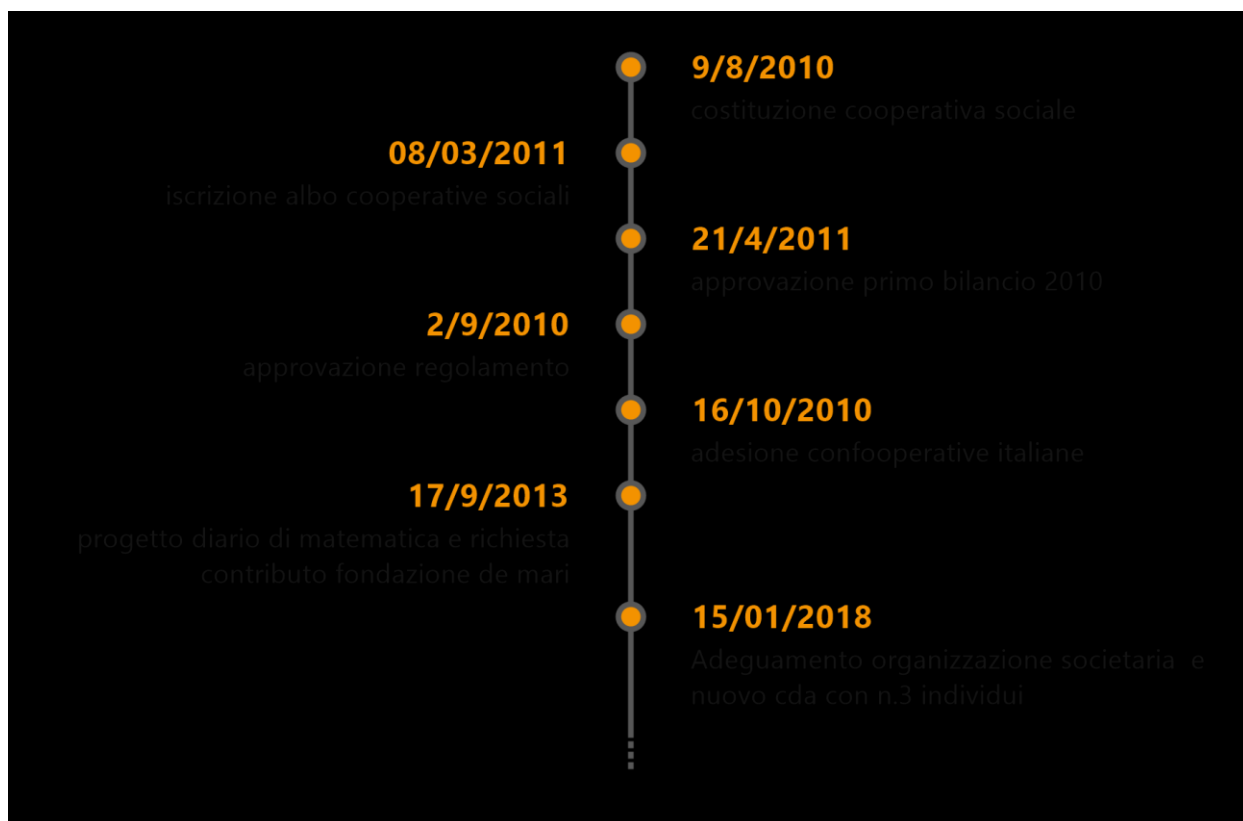 9/8/2010
costituzione cooperativa sociale
08/03/2011
iscrizione albo cooperative sociali
21/4/2011
approvazione primo bilancio 2010
2/9/2010
approvazione regolamento
16/10/2010
adesione confooperative italiane
17/9/2013
progetto diario di matematica e richiesta
contributo fondazione de mari
15/01/2018
Adeguamento organizzazione societaria e
nuovo cda con n.3 individui